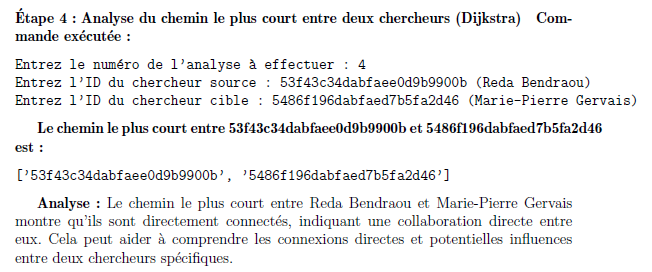 Étape 4 : Analyse du chemin le plus court entre deux chercheurs (Dijkstra) Com-
mande exécutée :
Entrez le numéro de l'analyse à effectuer : 4
Entrez l'ID du chercheur source : 53f43c34dabfaee0d9b9900b (Reda Bendraou)
Entrez l'ID du chercheur cible : 5486f196dabfaed7b5fa2d46 (Marie-Pierre Gervais)
Le chemin le plus court entre 53f43c34dabfaee0d9b9900b et 5486f196dabfaed7b5fa2d46
est :
['53f43c34dabfaee0d9b9900b', '5486f196dabfaed7b5fa2d46']
Analyse : Le chemin le plus court entre Reda Bendraou et Marie-Pierre Gervais
montre qu'ils sont directement connectés, indiquant une collaboration directe entre
eux. Cela peut aider à comprendre les connexions directes et potentielles influences
entre deux chercheurs spécifiques.